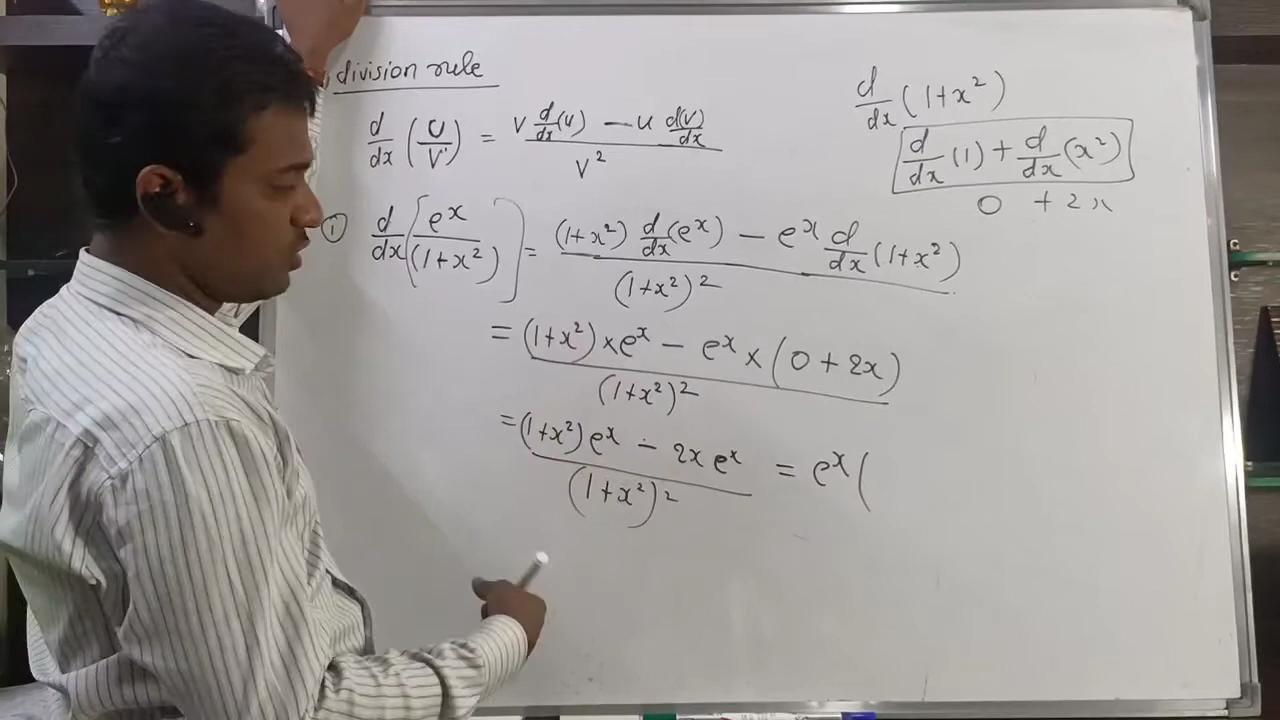 division rule
d/dx (U/V) = V d/dx(u) − u d(v)/dx / V²
① d/dx [e^x / (1+x²)] = (1+x²) d/dx (e^x) − e^x d/dx (1+x²) / (1+x²)²
= (1+x²) × e^x − e^x × (0 + 2x) / (1+x²)²
= (1+x²) e^x − 2x e^x / (1+x²)² = e^x (
d/dx (1+x²)
d/dx (1) + d/dx (x²)
0 + 2x